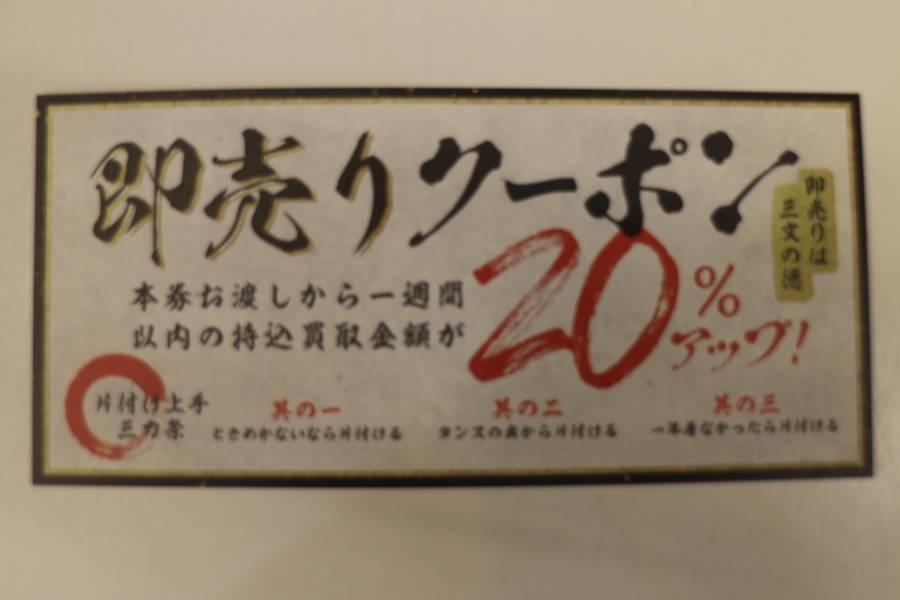 即売りクーポン
即売りは
三文の得
本券お渡しから一週間
以内の持込買取金額が
20%
アップ!
片付け上手
三カ条
其の一
ときめかないなら片付ける
其の二
タンスの奥から片付ける
其の三
一年着なかったら片付ける